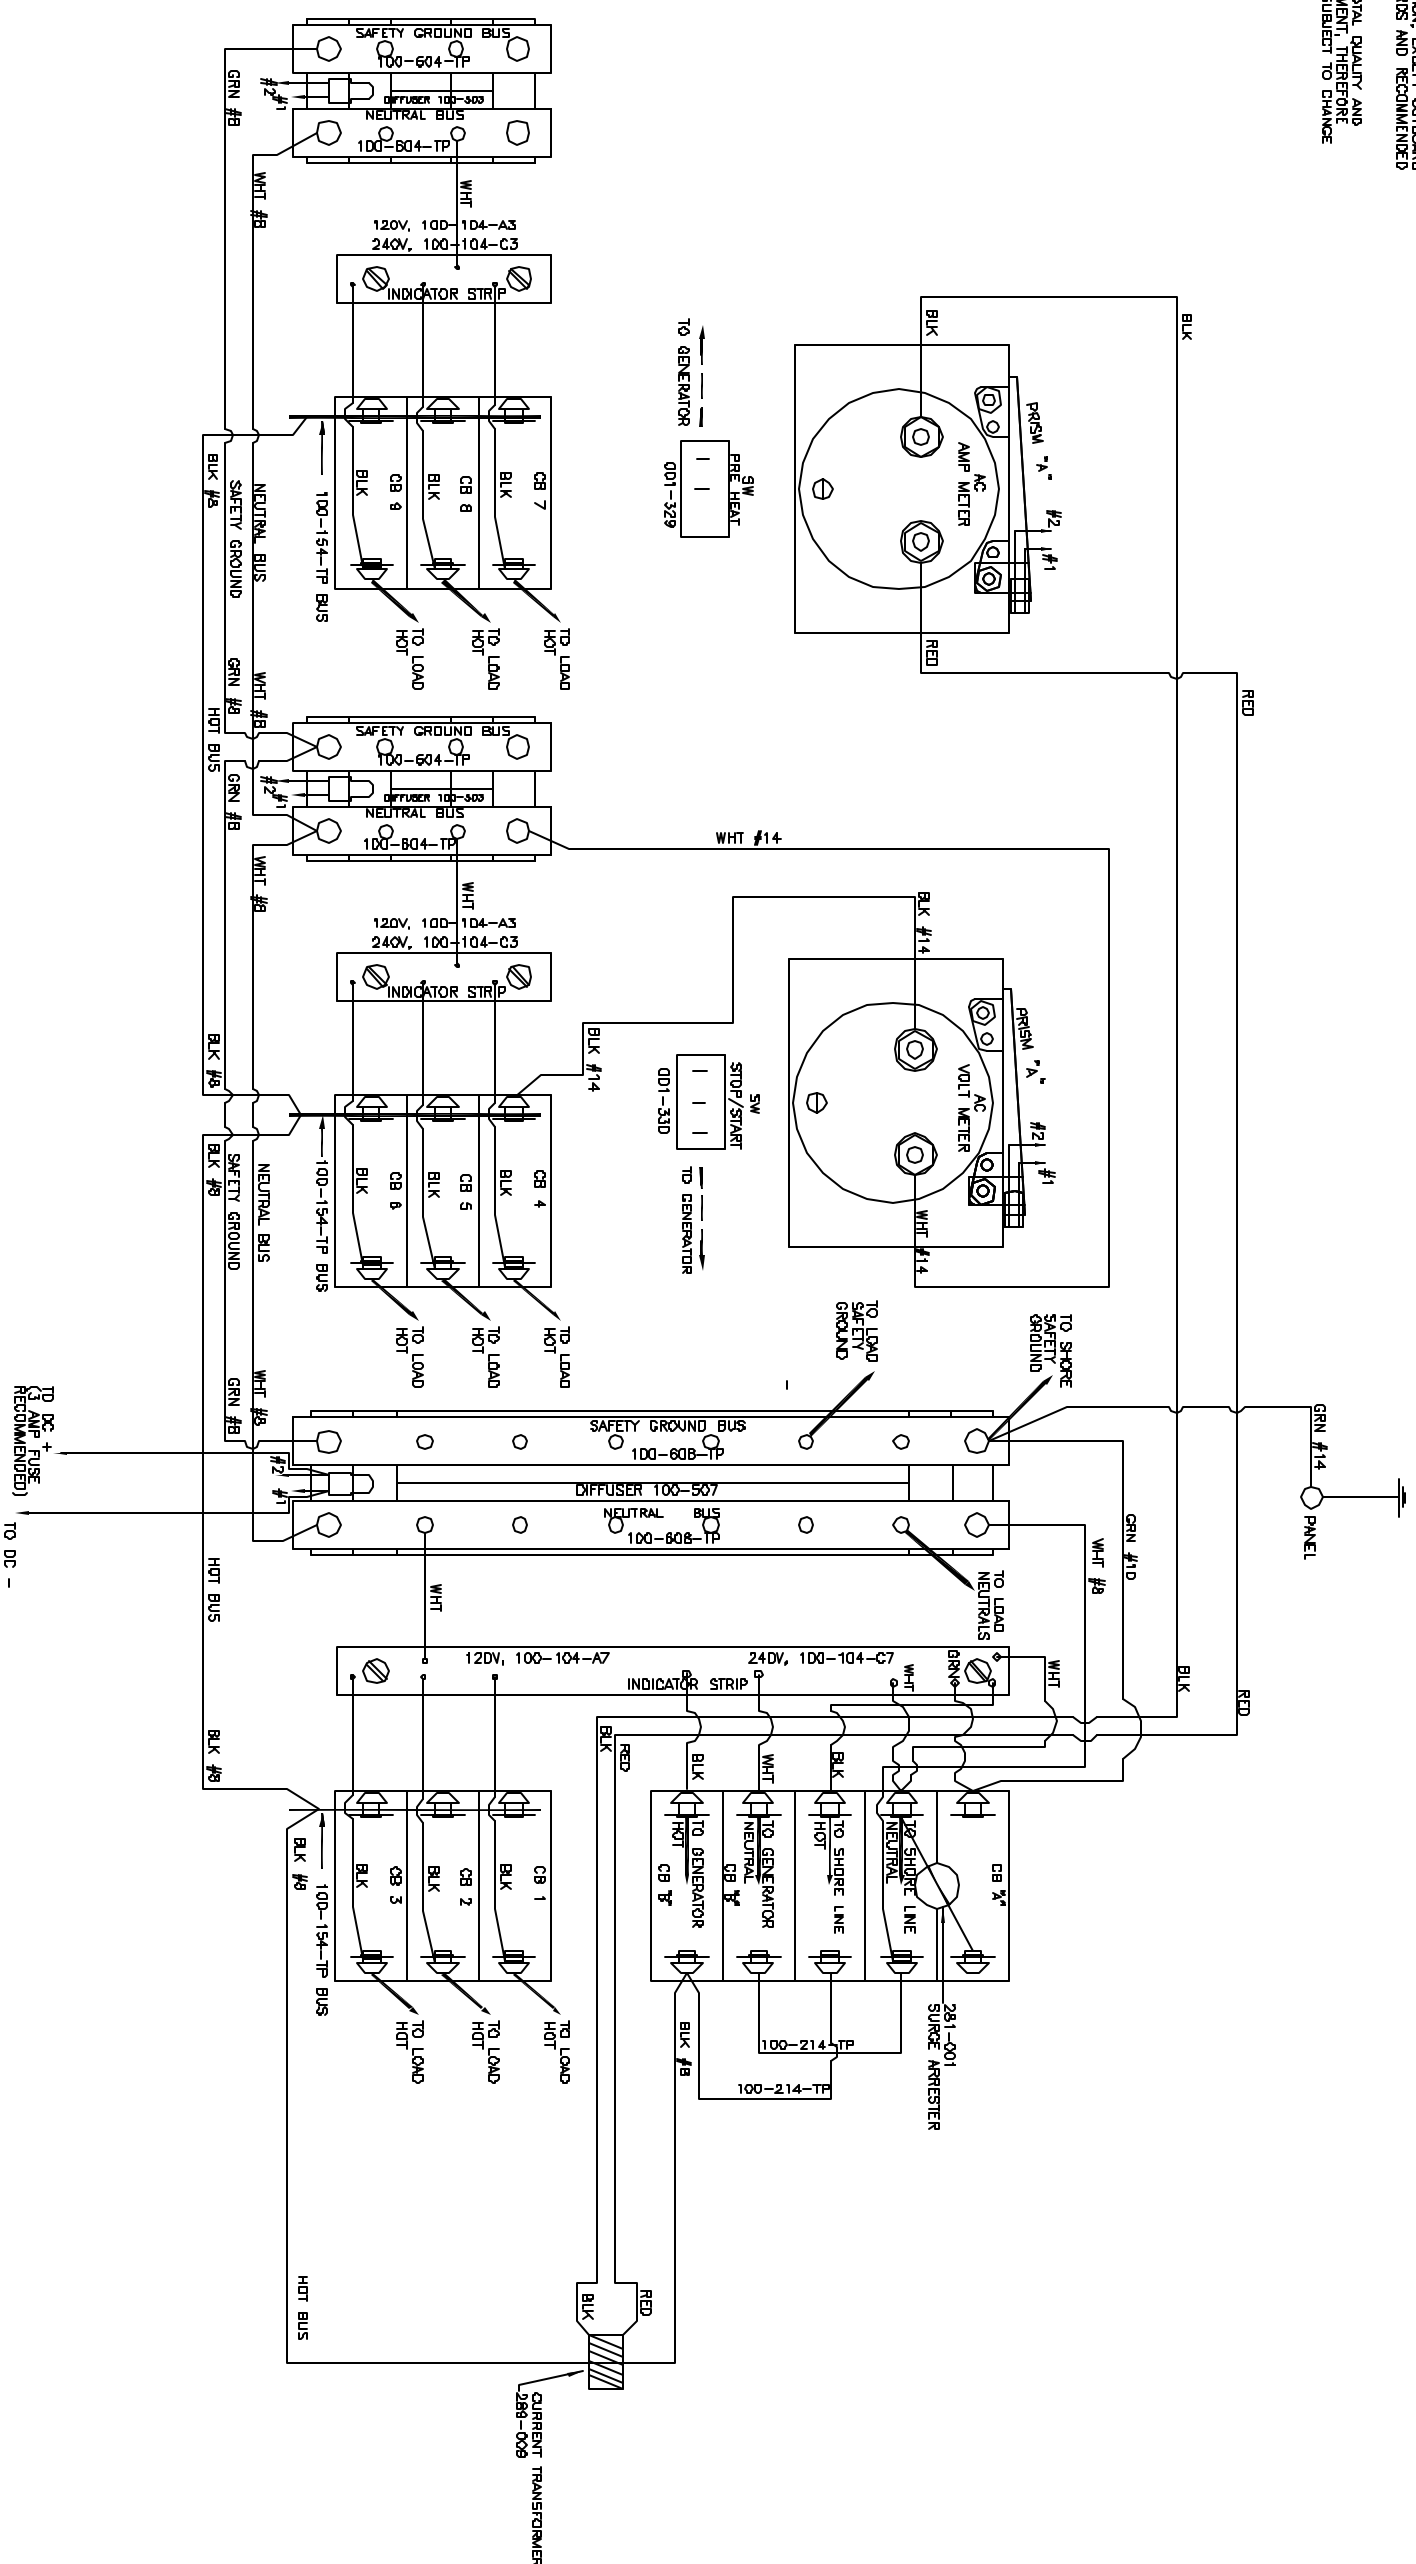 TOTAL QUALITY AND
THEREFORE
SUBJECT TO CHANGE
AND RECOMMENDED
SAFETY GROUND BUS
100-604-TP
GRN #8
#2
#1
DIFFUSER 100-503
NEUTRAL BUS
100-604-TP
WHT #8
WHT
120V, 100-104-A3
240V, 100-104-C3
INDICATOR STRIP
BLK
BLK
TO GENERATOR
SW
PRE HEAT
001-329
PRISM "A"
AC
AMP METER
#2
#1
RED
RED
BLK #8
SAFETY GROUND
NEUTRAL BUS
100-154-TP BUS
BLK
CB 9
BLK
CB 8
BLK
CB 7
TO LOAD
HOT
TO LOAD
HOT
TO LOAD
HOT
GRN #8
WHT #8
HOT BUS
SAFETY GROUND BUS
100-604-TP
#2
#1
DIFFUSER 100-503
NEUTRAL BUS
100-604-TP
GRN #8
WHT #8
WHT #14
WHT
120V, 100-104-A3
240V, 100-104-C3
INDICATOR STRIP
BLK #14
BLK #14
PRISM "A"
AC
VOLT METER
#2
#1
WHT #14
SW
STOP/START
001-330
TO GENERATOR
BLK #8
BLK #8
SAFETY GROUND
NEUTRAL BUS
100-154-TP BUS
BLK
CB 6
BLK
CB 5
BLK
CB 4
TO LOAD
HOT
TO LOAD
HOT
TO LOAD
HOT
TO LOAD
SAFETY
GROUND
TO SHORE
SAFETY
GROUND
GRN #14
PANEL
TO DC +
(3 AMP FUSE
RECOMMENDED)
TO DC -
GRN #8
WHT #8
SAFETY GROUND BUS
100-608-TP
#2
#1
DIFFUSER 100-507
NEUTRAL BUS
100-608-TP
TO LOAD
NEUTRALS
WHT #8
GRN #10
HOT BUS
WHT
120V, 100-104-A7
240V, 100-104-C7
INDICATOR STRIP
WHT
GRN
WHT
BLK
RED
BLK
RED
BLK
WHT
BLK
BLK #8
BLK #8
100-154-TP BUS
BLK
CB 3
BLK
CB 2
BLK
CB 1
TO GENERATOR
HOT
CB "B"
TO GENERATOR
NEUTRAL
CB "B"
TO SHORE LINE
HOT
TO SHORE LINE
NEUTRAL
CB "A"
TO LOAD
HOT
TO LOAD
HOT
TO LOAD
HOT
BLK #8
100-214-TP
100-214-TP
281-001
SURGE ARRESTER
HOT BUS
BLK
RED
CURRENT TRANSFORMER